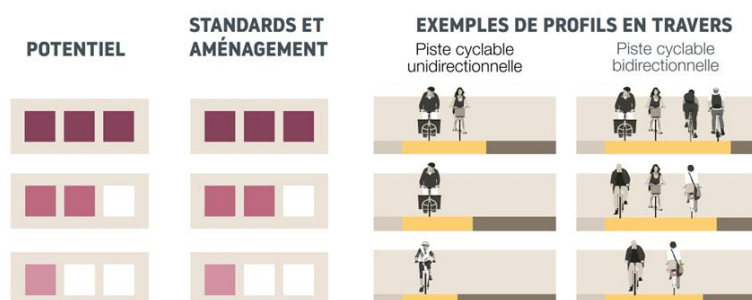 POTENTIEL
STANDARDS ET
AMÉNAGEMENT
EXEMPLES DE PROFILS EN TRAVERS
Piste cyclable
unidirectionnelle
Piste cyclable
bidirectionnelle